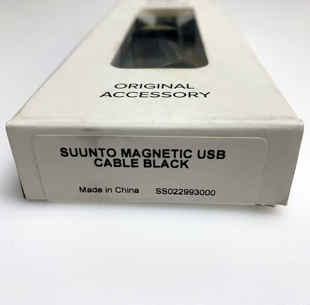 ORIGINAL
ACCESSORY
SUUNTO MAGNETIC USB
CABLE BLACK
Made in China SS022993000